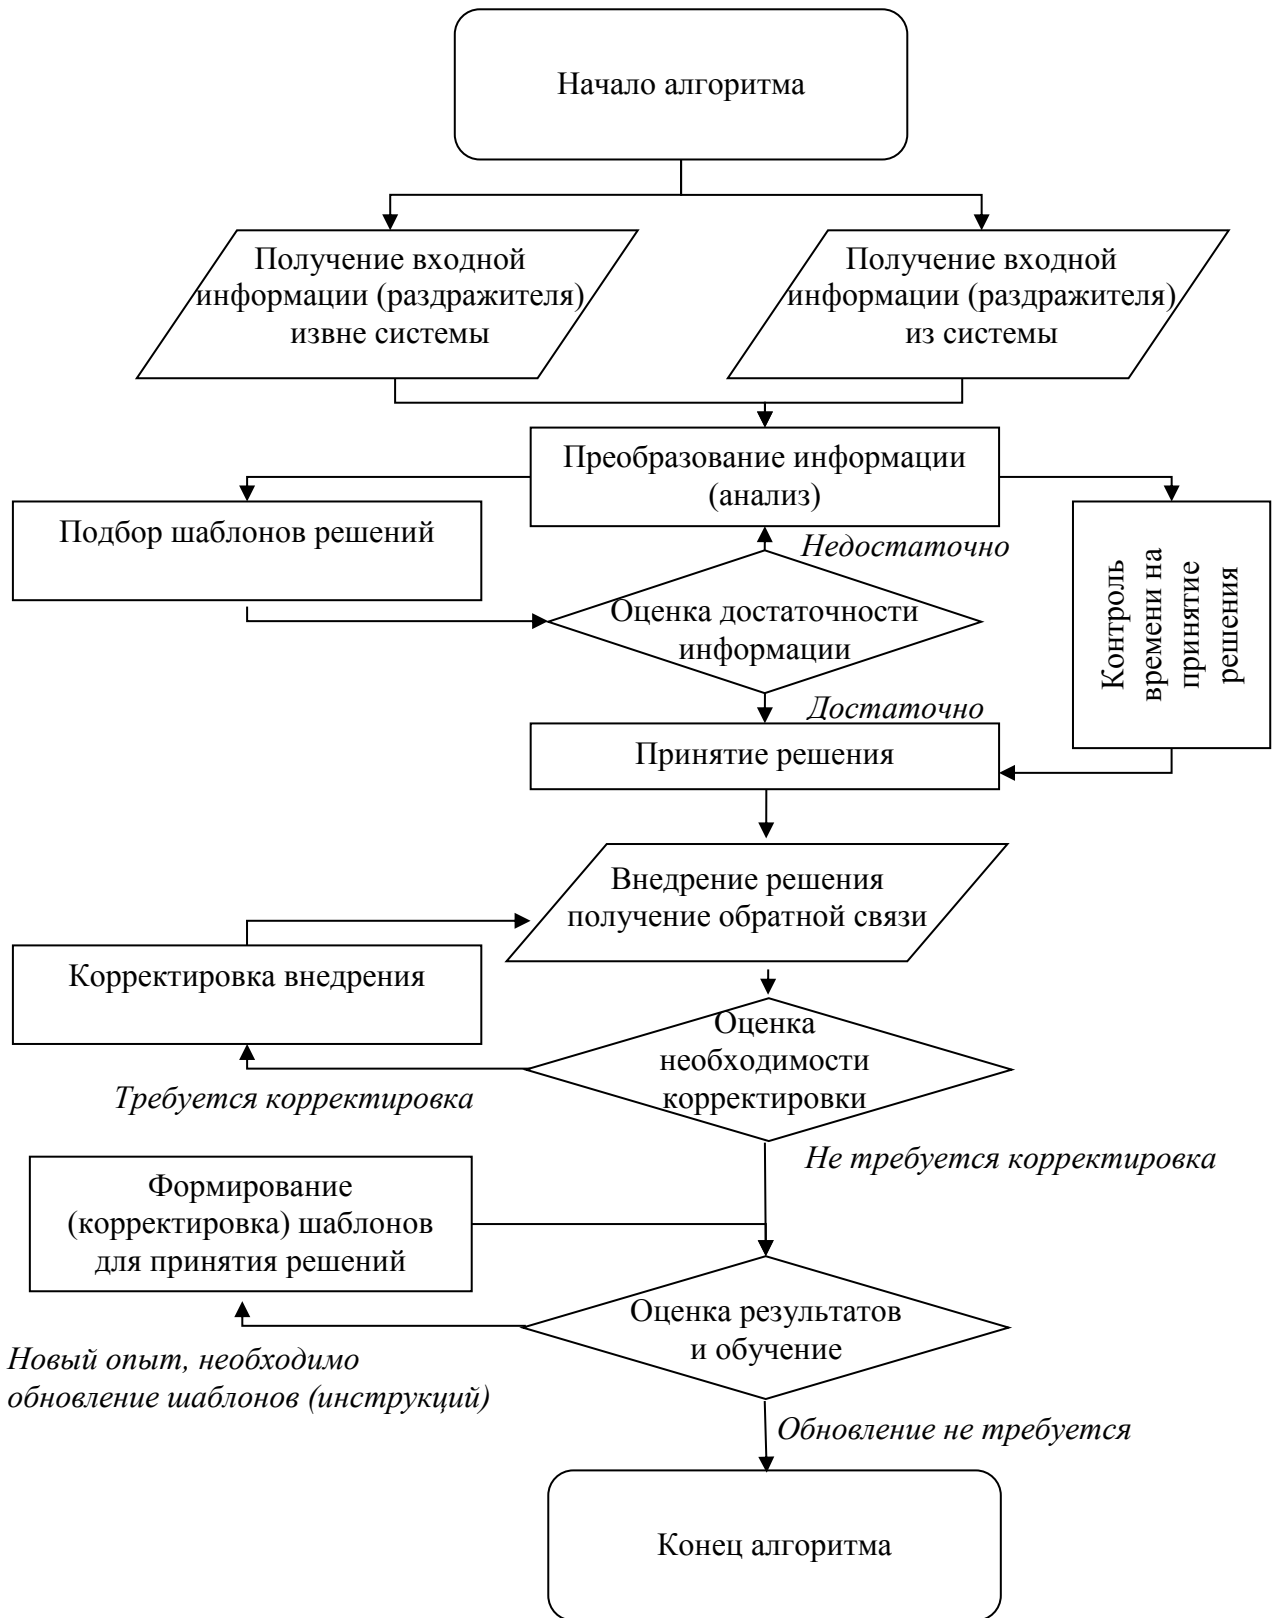 Начало алгоритма
Получение входной
информации (раздражителя)
извне системы
Получение входной
информации (раздражителя)
из системы
Преобразование информации
(анализ)
Подбор шаблонов решений
Недостаточно
Оценка достаточности
информации
Контроль
времени на
принятие
решения
Достаточно
Принятие решения
Внедрение решения
получение обратной связи
Корректировка внедрения
Оценка
необходимости
корректировки
Требуется корректировка
Не требуется корректировка
Формирование
(корректировка) шаблонов
для принятия решений
Оценка результатов
и обучение
Новый опыт, необходимо
обновление шаблонов (инструкций)
Обновление не требуется
Конец алгоритма